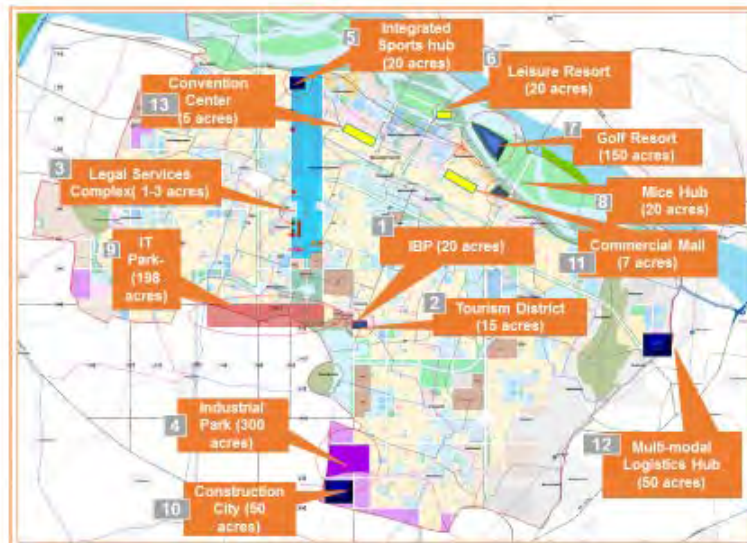 5
Integrated
Sports hub
(20 acres)
6
Leisure Resort
(20 acres)
Convention
13
Center
(5 acres)
7
Golf Resort
(150 acres)
3
Legal Services
Complex( 1-3 acres)
8
Mice Hub
(20 acres)
1
IBP (20 acres)
9
IT
Park-
(198
acres)
11
Commercial Mall
(7 acres)
2
Tourism District
(15 acres)
4
Industrial
Park (300
acres)
12
Multi-modal
Logistics Hub
(50 acres)
10
Construction
City (50
acres)